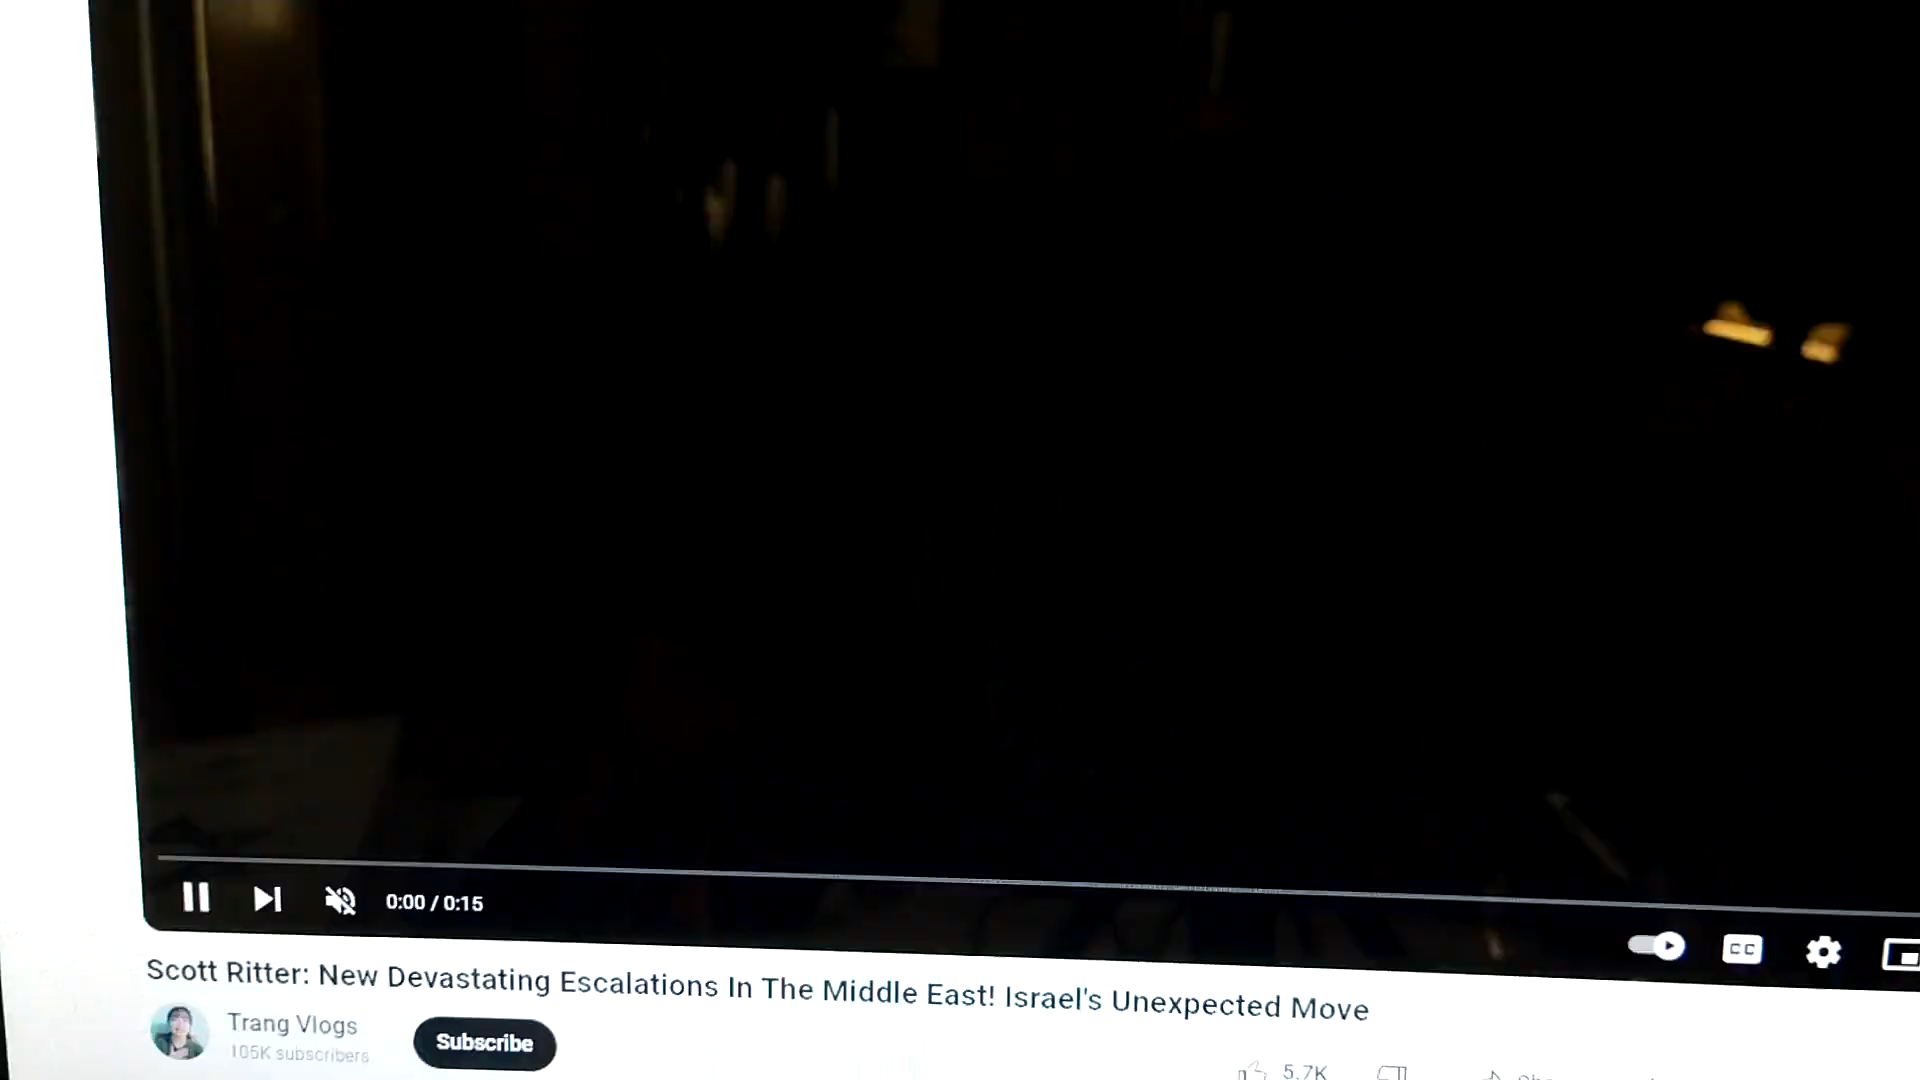 0:00 / 0:15
CC
Scott Ritter: New Devastating Escalations In The Middle East! Israel's Unexpected Move
Trang Vlogs
105K subscribers
Subscribe
5.7K